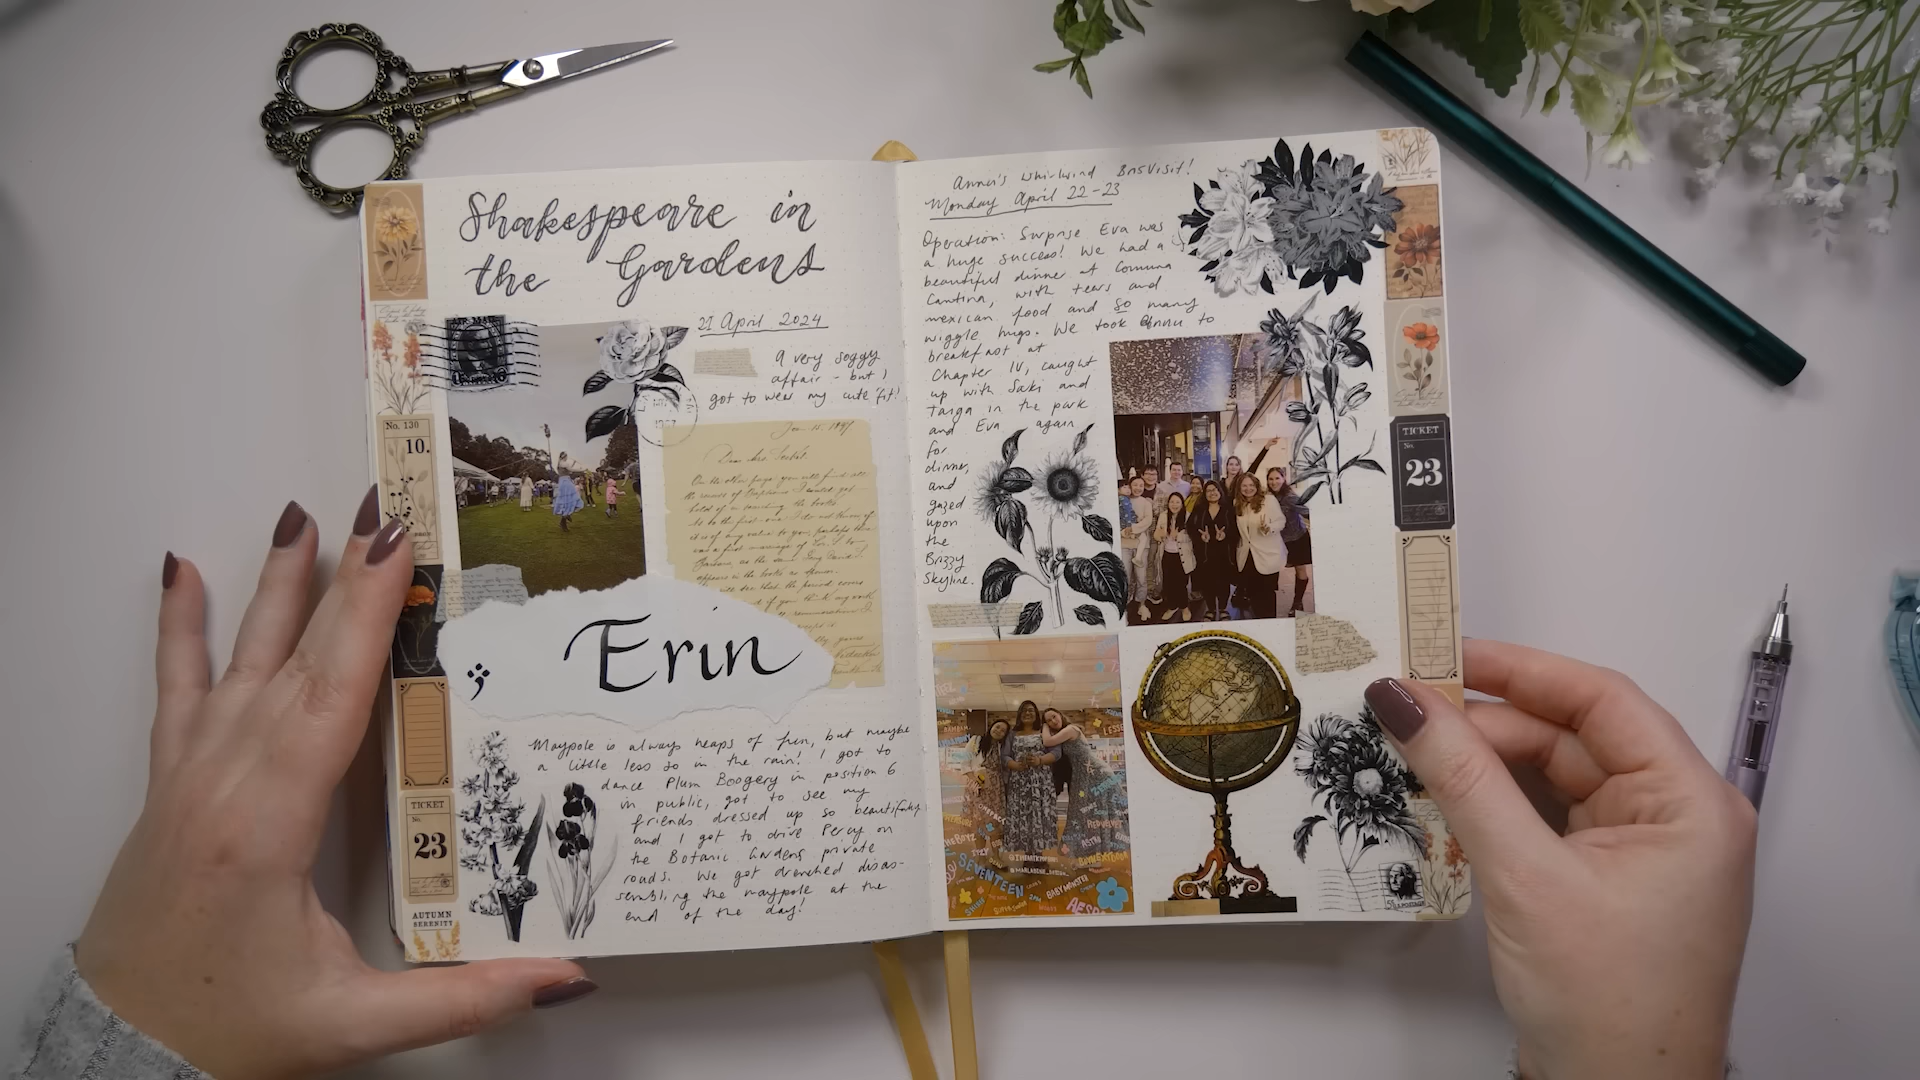 Shakespeare in
the Gardens
21 April 2024
A very soggy
affair - but I
got to wear my cute 'fit!
No. 130
10.
Erin
Maypole is always heaps of fun, but maybe
a little less so in the rain! I got to
dance Plum Boogery in position 6
in public, got to see my
friends dressed up so beautifully
and I got to drive Percy on
the Botanic Gardens private
roads. We got drenched disas-
sembling the maypole at the
end of the day!
TICKET
No.
23
AUTUMN
SERENITY
Annu's Whirlwind BrisVisit!
Monday April 22-23
Operation: Surprise Eva was
a huge success! We had a
beautiful dinner at Comuna
Cantina, with tears and
mexican food and so many
wiggle hugs. We took Annu to
breakfast at
Chapter IV, caught
up with Saki and
Targa in the park
and Eva again
for
dinner,
and
gazed
upon
the
Brizzy
Skyline.
TICKET
No.
23
SEVENTEEN
BABYMONSTER
AESPA